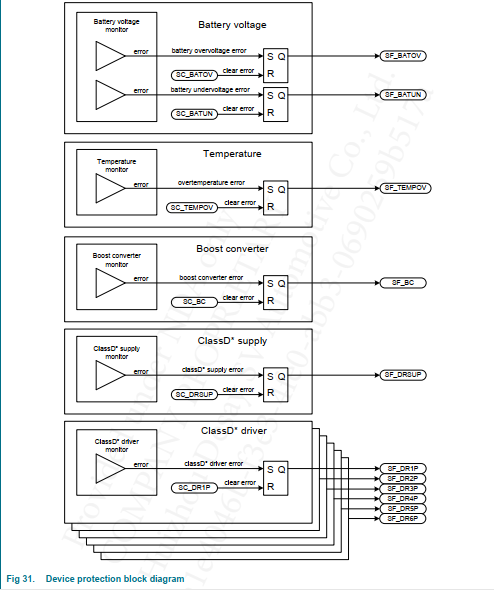 Battery voltage
Battery voltage
monitor
error
battery overvoltage error
S Q
SF_BATOV
SC_BATOV
clear error
R
error
battery undervoltage error
S Q
SF_BATUN
SC_BATUN
clear error
R
Temperature
Temperature
monitor
error
overtemperature error
S Q
SF_TEMPOV
SC_TEMPOV
clear error
R
Boost converter
Boost converter
monitor
error
boost converter error
S Q
SF_BC
SC_BC
clear error
R
ClassD* supply
ClassD* supply
monitor
error
classD* supply error
S Q
SF_DRSUP
SC_DRSUP
clear error
R
ClassD* driver
ClassD* driver
monitor
error
classD* driver error
S Q
SF_DR1P
SF_DR2P
SC_DR1P
clear error
R
SF_DR3P
SF_DR4P
SF_DR5P
SF_DR6P
Fig 31. Device protection block diagram